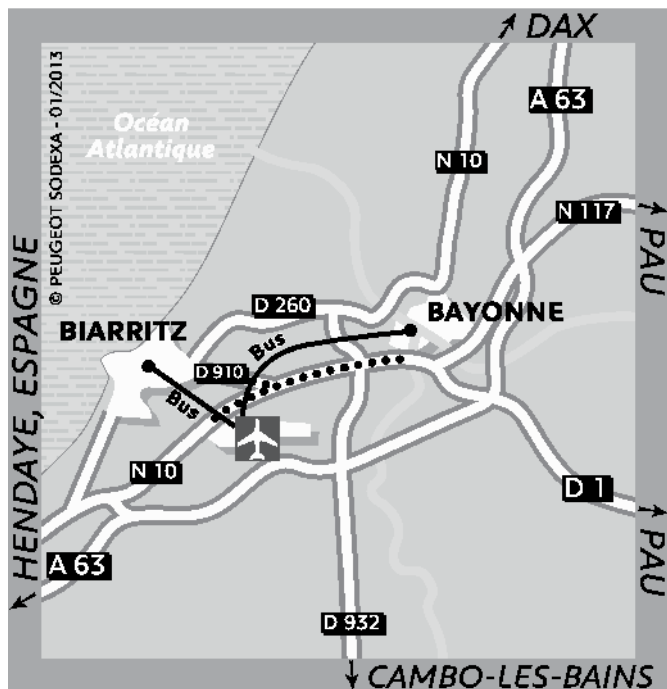 DAX
© PEUGEOT SODEXA - 01/2013
A 63
Océan
Atlantique
N 10
N 117
PAU
D 260
BAYONNE
BIARRITZ
Bus
D 910
Bus
HENDAYE, ESPAGNE
N 10
D 1
A 63
PAU
D 932
CAMBO-LES-BAINS